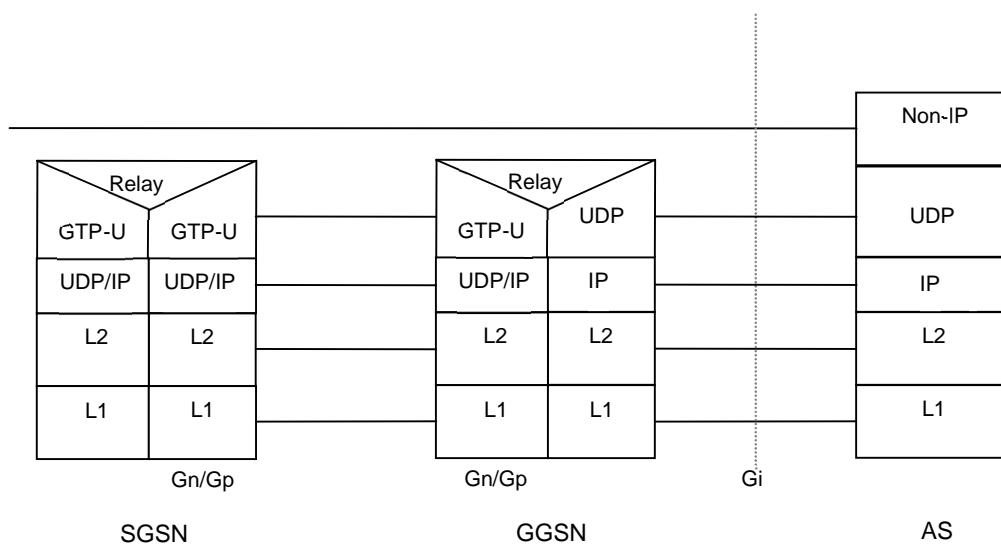 Non-IP
Relay
Relay
GTP-U GTP-U
GTP-U UDP
UDP
UDP/IP UDP/IP
UDP/IP IP
IP
L2 L2
L2 L2
L2
L1 L1
L1 L1
L1
Gn/Gp
Gn/Gp
Gi
SGSN
GGSN
AS